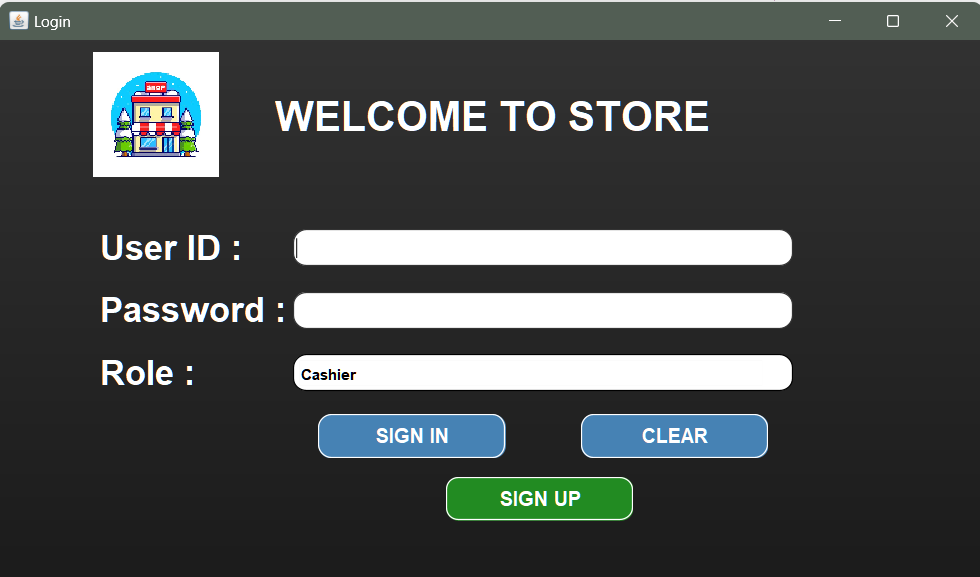 Login
SHOP
WELCOME TO STORE
User ID :
Password :
Role :
Cashier
SIGN IN
CLEAR
SIGN UP